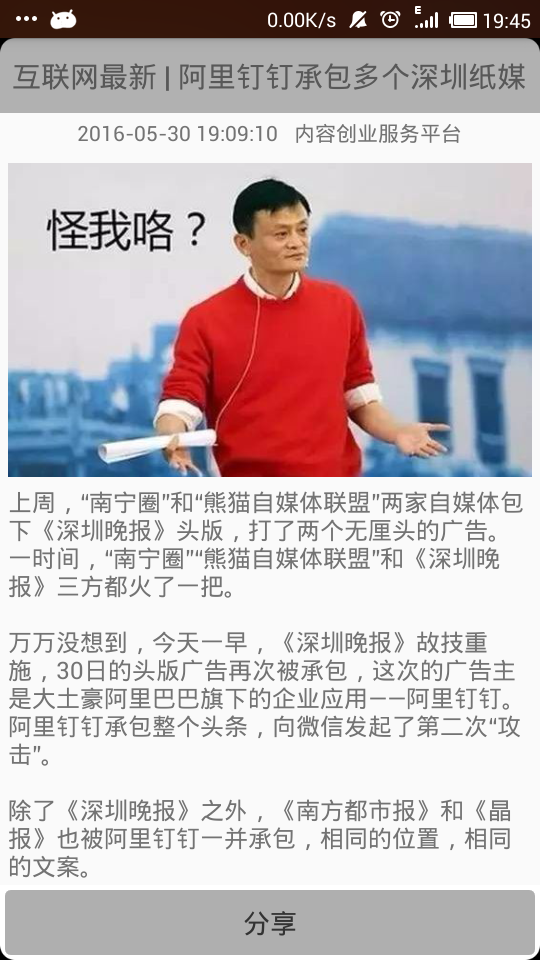 0.00K/s E 19:45
互联网最新 | 阿里钉钉承包多个深圳纸媒
2016-05-30 19:09:10 内容创业服务平台
怪我咯？
上周，“南宁圈”和“熊猫自媒体联盟”两家自媒体包
下《深圳晚报》头版，打了两个无厘头的广告。
一时间，“南宁圈”“熊猫自媒体联盟”和《深圳晚
报》三方都火了一把。
万万没想到，今天一早，《深圳晚报》故技重
施，30日的头版广告再次被承包，这次的广告主
是大土豪阿里巴巴旗下的企业应用——阿里钉钉。
阿里钉钉承包整个头条，向微信发起了第二次“攻
击”。
除了《深圳晚报》之外，《南方都市报》和《晶
报》也被阿里钉钉一并承包，相同的位置，相同
的文案。
分享